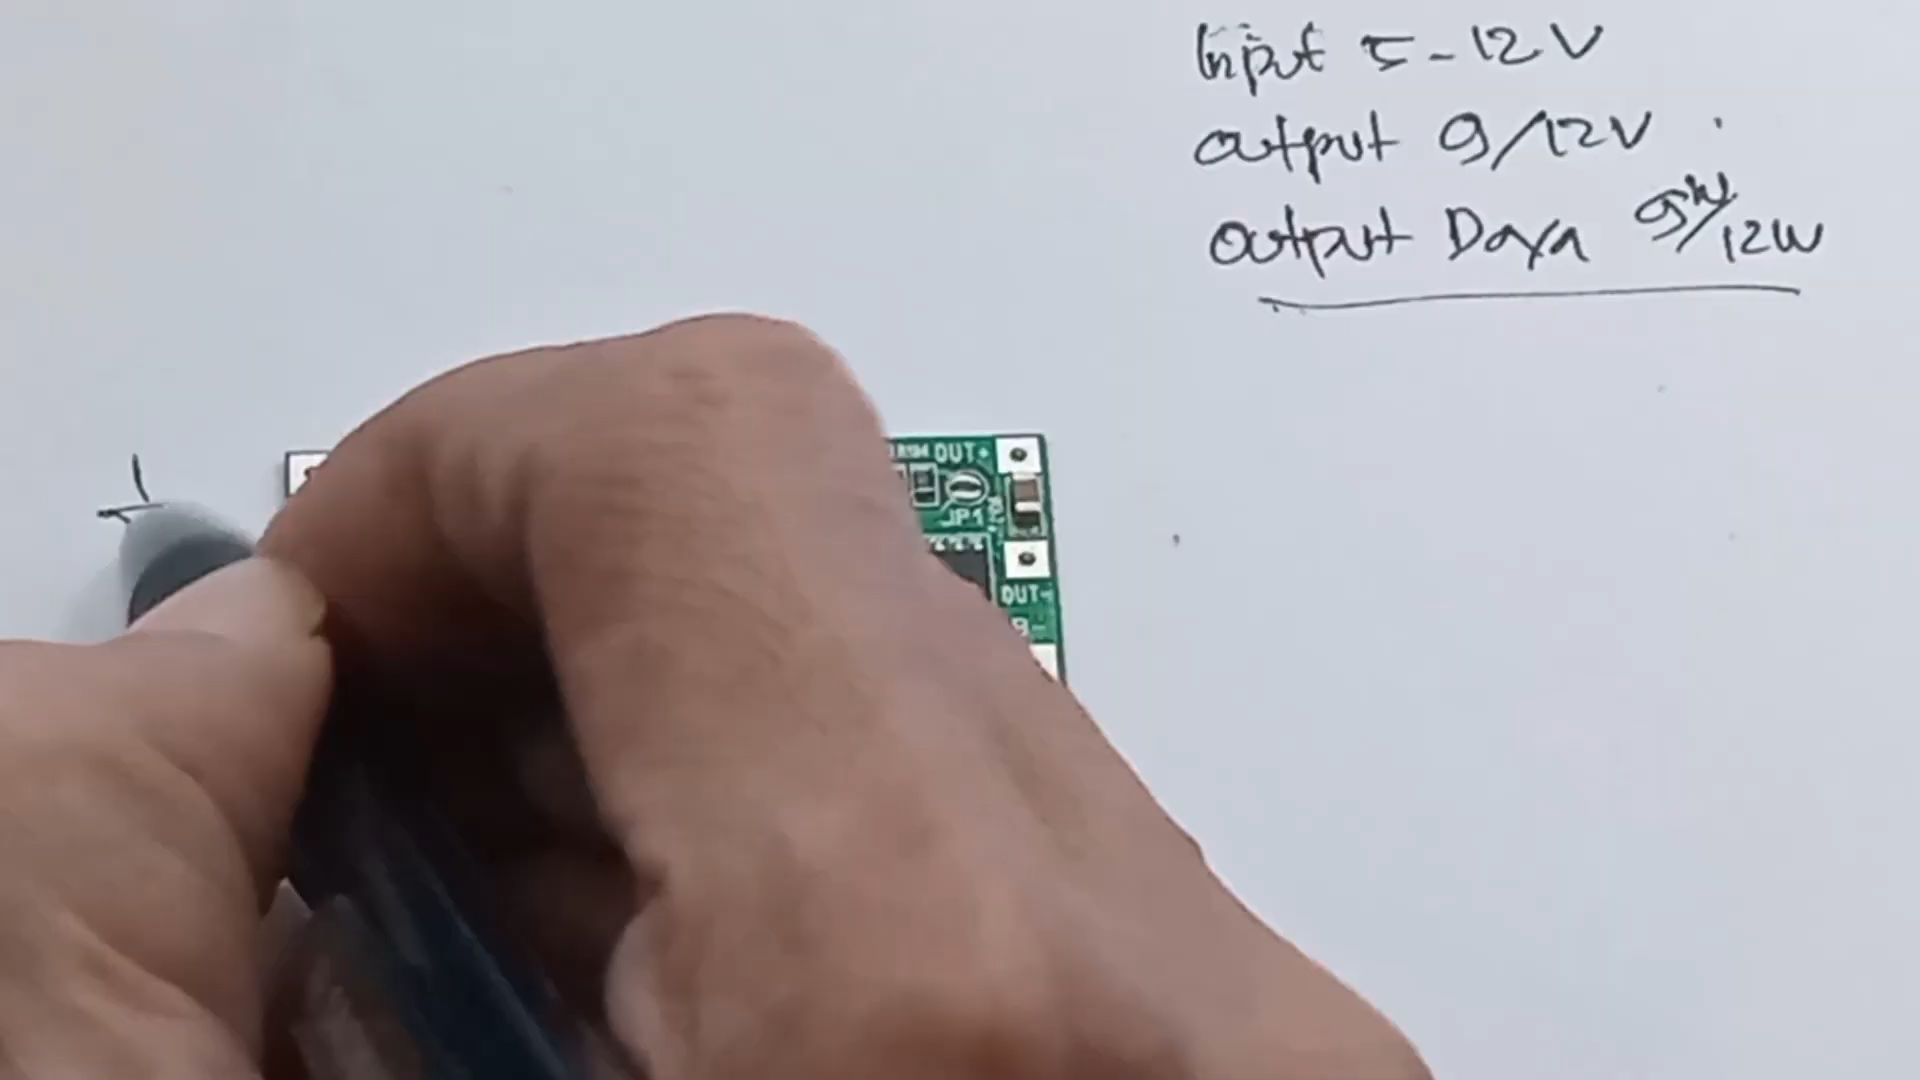 Input 5-12V
Output 9/12V
Output Daya 9W/12W
OUT+
JP1
OUT-
B-